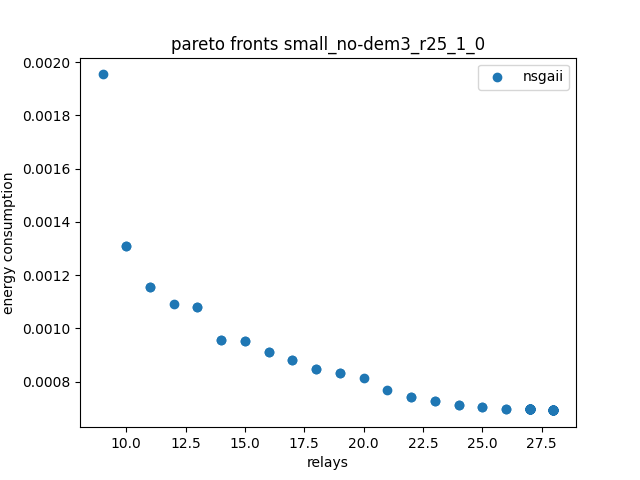 pareto fronts small_no-dem3_r25_1_0
nsgaii
0.0020
0.0018
0.0016
0.0014
0.0012
0.0010
0.0008
energy consumption
10.0 12.5 15.0 17.5 20.0 22.5 25.0 27.5
relays